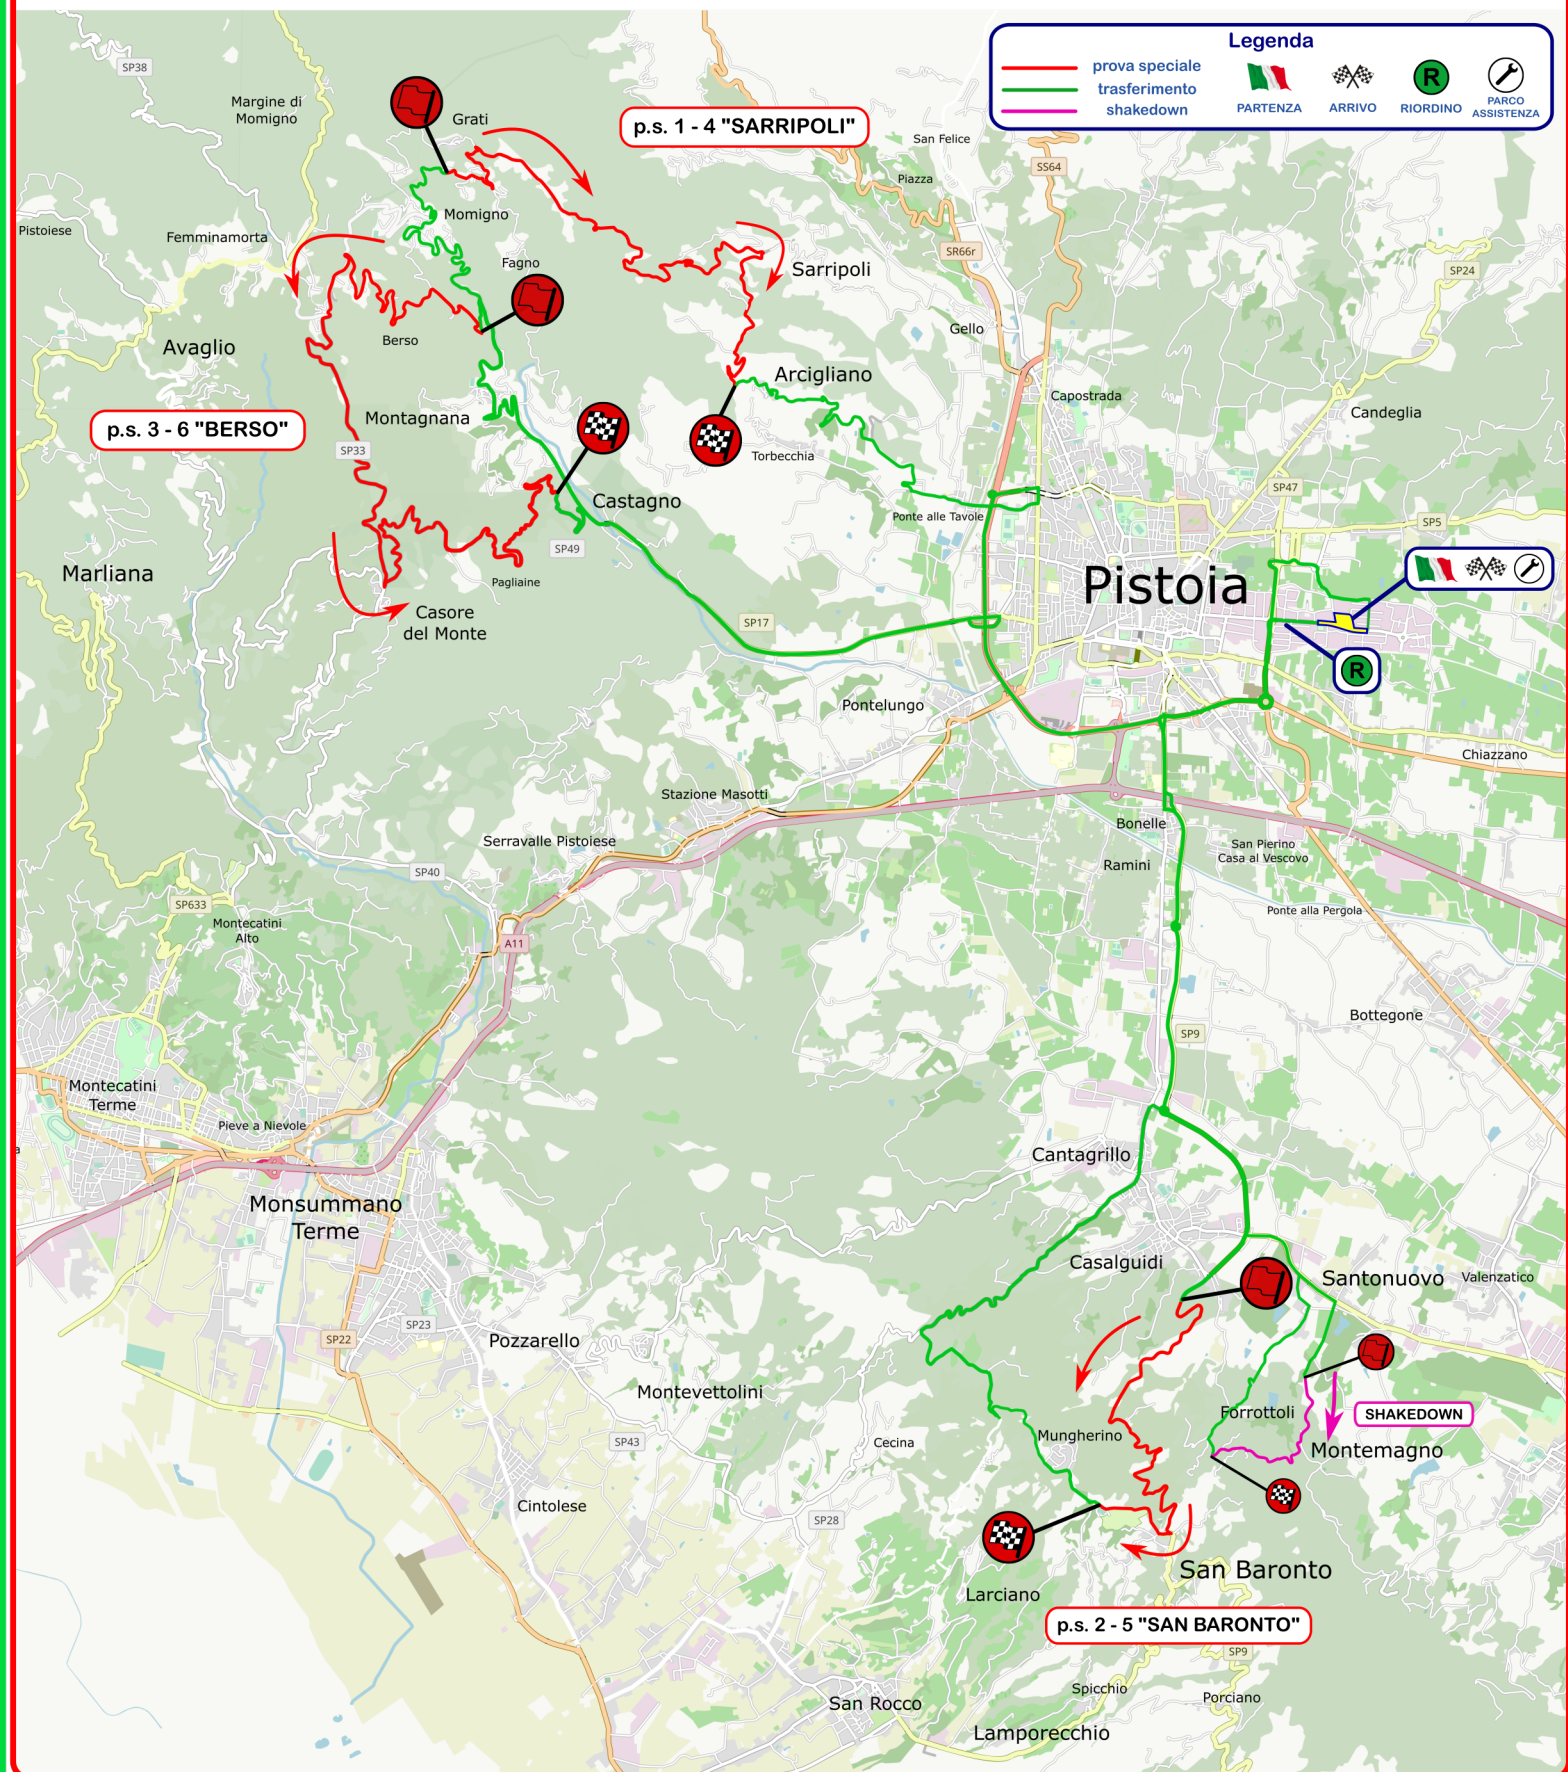 Legenda
prova speciale
trasferimento
shakedown
PARTENZA
ARRIVO
R
RIORDINO
PARCO
ASSISTENZA
SP38
Margine di
Momigno
Grati
p.s. 1 - 4 "SARRIPOLI"
San Felice
SS64
Piazza
Pistoiese
Femminamorta
Momigno
Fagno
Sarripoli
SR66r
SP24
Avaglio
Berso
Gello
Arcigliano
Capostrada
Montagnana
Candeglia
p.s. 3 - 6 "BERSO"
SP33
Torbecchia
Castagno
SP47
Ponte alle Tavole
SP5
SP49
Marliana
Pagliaine
Pistoia
Casore
del Monte
SP17
R
Pontelungo
Chiazzano
Stazione Masotti
Serravalle Pistoiese
Bonelle
San Pierino
Casa al Vescovo
Ramini
SP40
SP633
Montecatini
Alto
Ponte alla Pergola
A11
Bottegone
SP9
Montecatini
Terme
Pieve a Nievole
a
Cantagrillo
Monsummano
Terme
Casalguidi
Santonuovo
Valenzatico
SP23
SP22
Pozzarello
Montevettolini
Forrottoli
SHAKEDOWN
Mungherino
Montemagno
SP43
Cecina
Cintolese
SP28
San Baronto
Larciano
p.s. 2 - 5 "SAN BARONTO"
SP9
Spicchio
Porciano
San Rocco
Lamporecchio